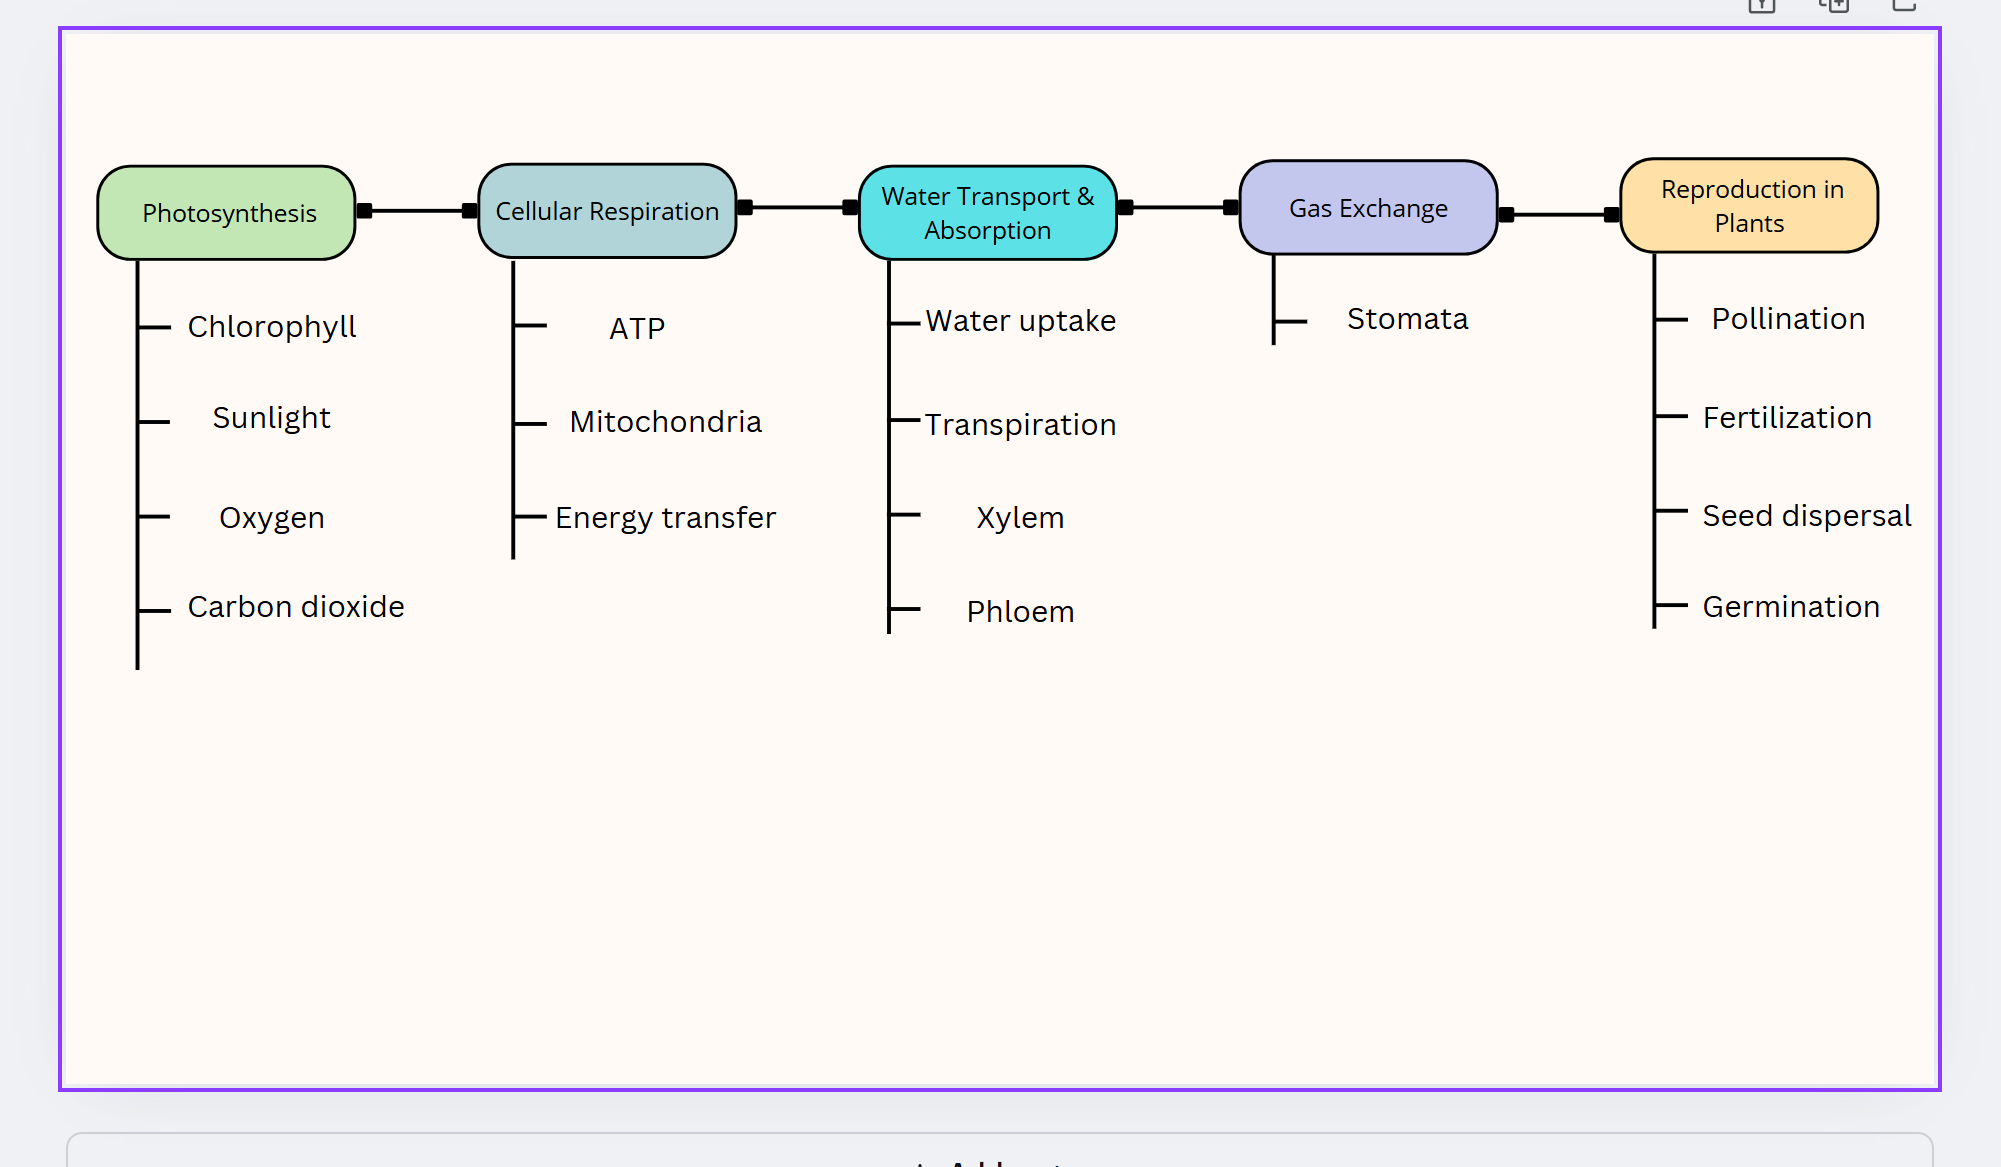 Photosynthesis
Chlorophyll
Sunlight
Oxygen
Carbon dioxide
Cellular Respiration
ATP
Mitochondria
Energy transfer
Water Transport &
Absorption
Water uptake
Transpiration
Xylem
Phloem
Gas Exchange
Stomata
Reproduction in
Plants
Pollination
Fertilization
Seed dispersal
Germination